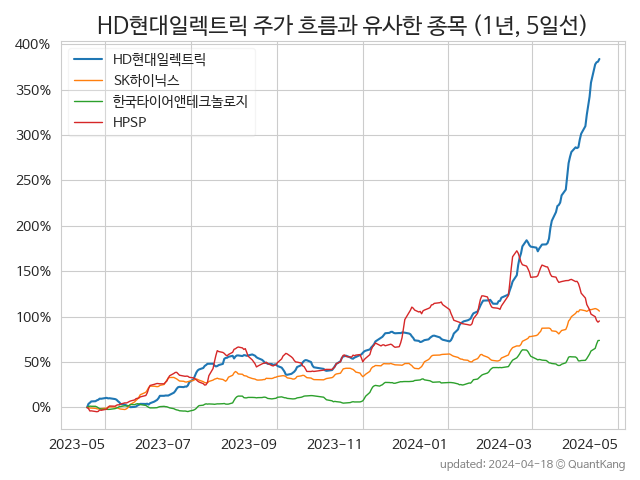 HD현대일렉트릭 주가 흐름과 유사한 종목 (1년, 5일선)
HD현대일렉트릭
SK하이닉스
한국타이어앤테크놀로지
HPSP
400%
350%
300%
250%
200%
150%
100%
50%
0%
2023-05 2023-07 2023-09 2023-11 2024-01 2024-03 2024-05
updated: 2024-04-18 © QuantKang